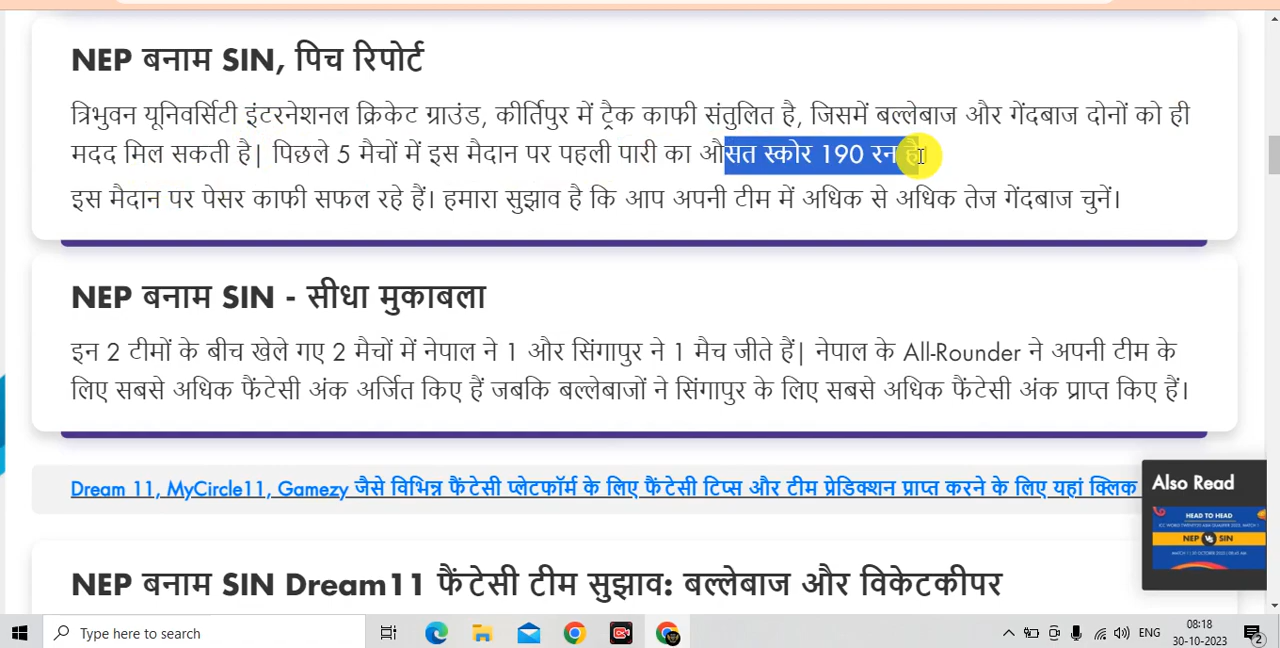 NEP बनाम SIN, पिच रिपोर्ट
त्रिभुवन यूनिवर्सिटी इंटरनेशनल क्रिकेट ग्राउंड, कीर्तिपुर में ट्रैक काफी संतुलित है, जिसमें बल्लेबाज और गेंदबाज दोनों को ही
मदद मिल सकती है| पिछले 5 मैचों में इस मैदान पर पहली पारी का औसत स्कोर 190 रन है
इस मैदान पर पेसर काफी सफल रहे हैं। हमारा सुझाव है कि आप अपनी टीम में अधिक से अधिक तेज गेंदबाज चुनें।
NEP बनाम SIN - सीधा मुकाबला
इन 2 टीमों के बीच खेले गए 2 मैचों में नेपाल ने 1 और सिंगापुर ने 1 मैच जीते हैं| नेपाल के All-Rounder ने अपनी टीम के
लिए सबसे अधिक फैंटेसी अंक अर्जित किए हैं जबकि बल्लेबाजों ने सिंगापुर के लिए सबसे अधिक फैंटेसी अंक प्राप्त किए हैं।
Dream 11, MyCircle11, Gamezy जैसे विभिन्न फैंटेसी प्लेटफॉर्म के लिए फैंटेसी टिप्स और टीम प्रेडिक्शन प्राप्त करने के लिए यहां क्लिक
Also Read
HEAD TO HEAD
NEP VS SIN
NEP बनाम SIN Dream11 फैंटेसी टीम सुझाव: बल्लेबाज और विकेटकीपर
Type here to search
ENG
08:18
30-10-2023
2